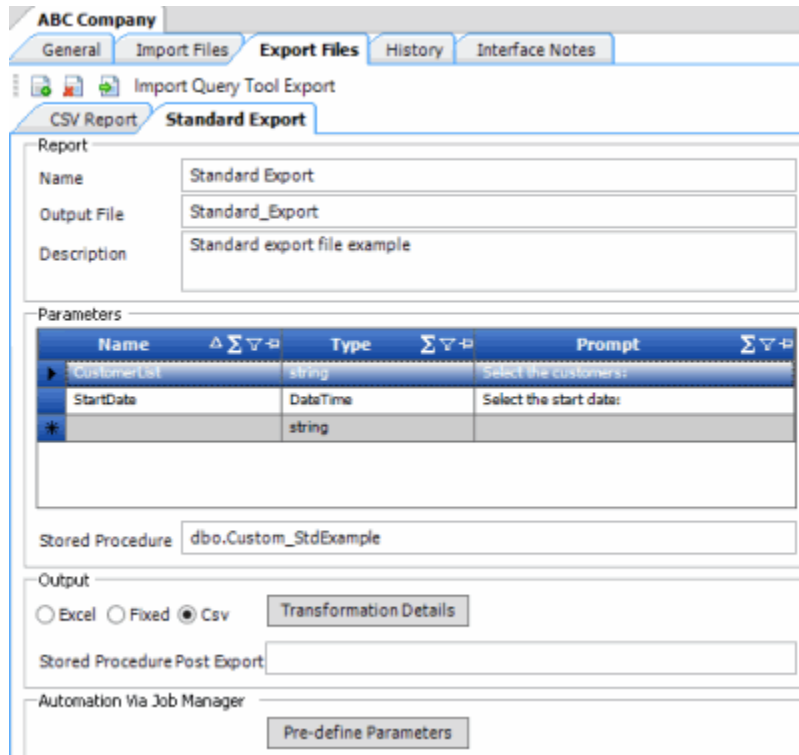 ABC Company
General Import Files Export Files History Interface Notes
Import Query Tool Export
CSV Report Standard Export
Report
Name Standard Export
Output File Standard_Export
Description Standard export file example
Parameters
Name Type Prompt
CustomerList string Select the customers:
StartDate DateTime Select the start date:
string
Stored Procedure dbo.Custom_StdExample
Output
Excel Fixed Csv Transformation Details
Stored Procedure Post Export
Automation Via Job Manager
Pre-define Parameters